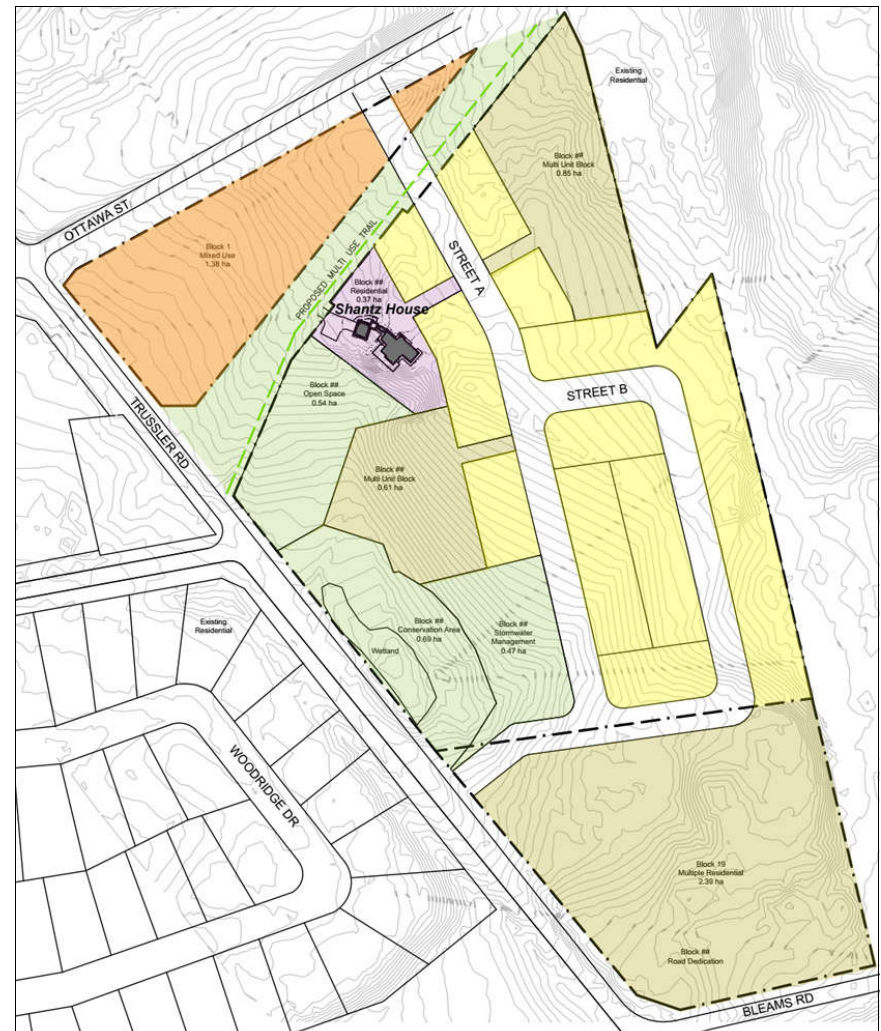 Existing
Residential
Block ##
Multi Unit Block
0.85 ha
OTTAWA ST
Block 1
Mixed Use
1.38 ha
PROPOSED MULTI USE TRAIL
STREET A
Block ##
Residential
0.37 ha
Shantz House
Block ##
Open Space
0.54 ha
STREET B
TRUSSLER RD
Block ##
Multi Unit Block
0.61 ha
Existing
Residential
Block ##
Conservation Area
0.69 ha
Block ##
Stormwater
Management
0.47 ha
Wetland
WOODRIDGE DR
Block 19
Multiple Residential
2.39 ha
Block ##
Road Dedication
BLEAMS RD